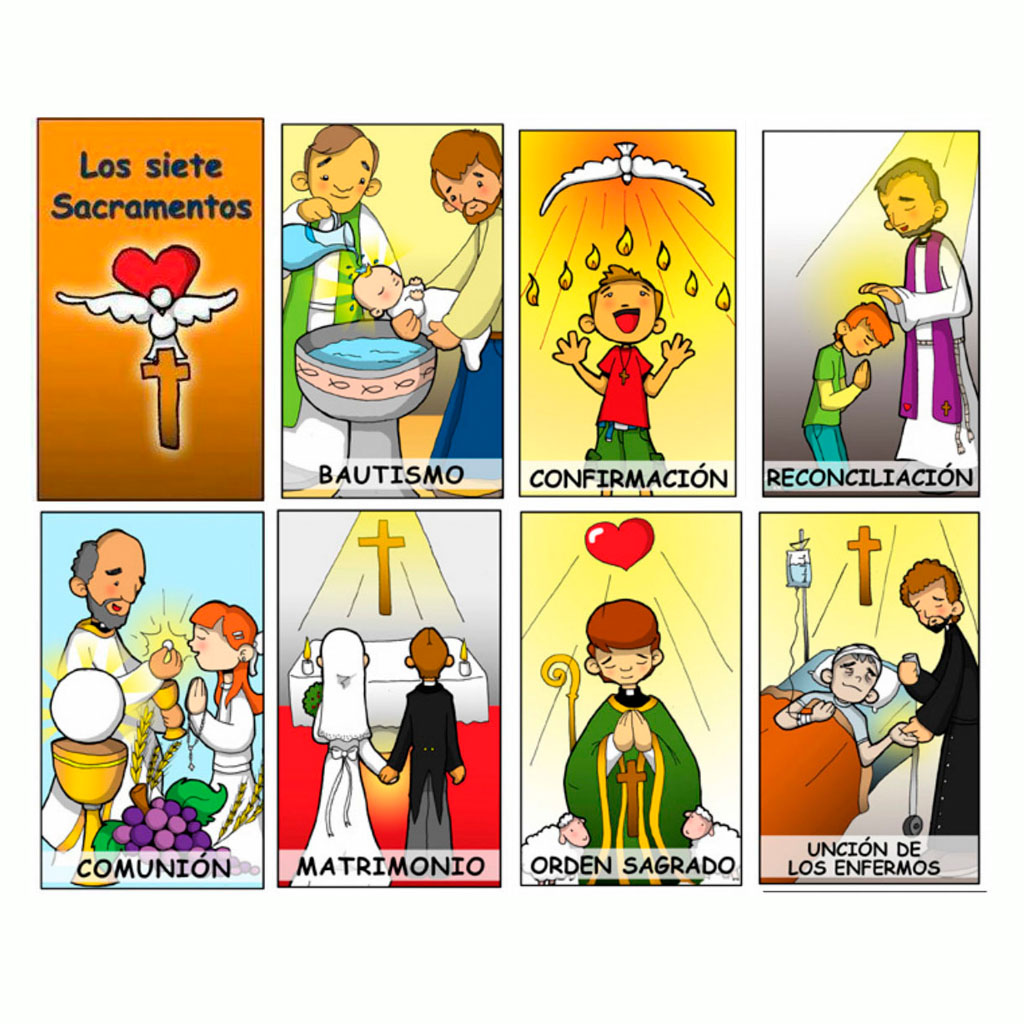 Los siete
Sacramentos
BAUTISMO
CONFIRMACIÓN
RECONCILIACIÓN
COMUNIÓN
MATRIMONIO
ORDEN SAGRADO
UNCIÓN DE
LOS ENFERMOS